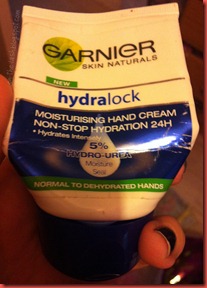 GARNIER
SKIN NATURALS
NEW
hydralock
MOISTURISING HAND CREAM
NON-STOP HYDRATION 24H
• Hydrates Intensely
5%
HYDRO-UREA
Moisture
Seal
NORMAL TO DEHYDRATED HANDS